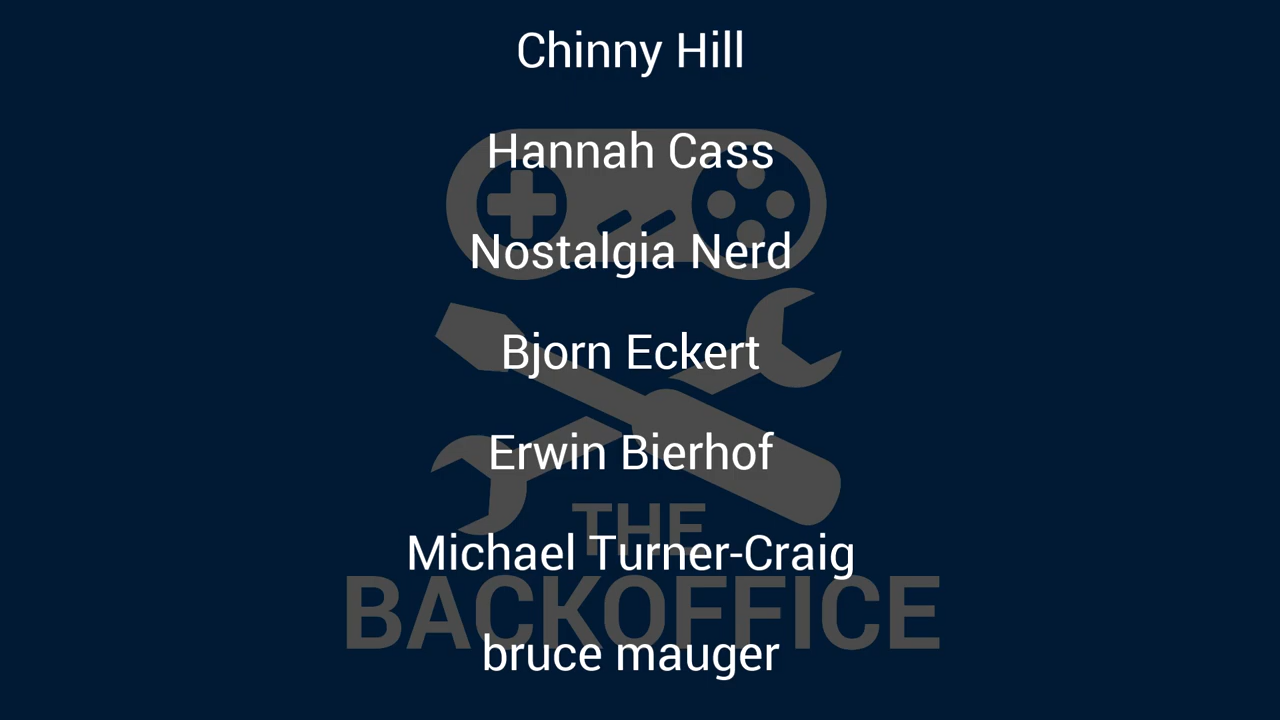 Chinny Hill
Hannah Cass
Nostalgia Nerd
Bjorn Eckert
Erwin Bierhof
THE
Michael Turner-Craig
BACKOFFICE
bruce mauger